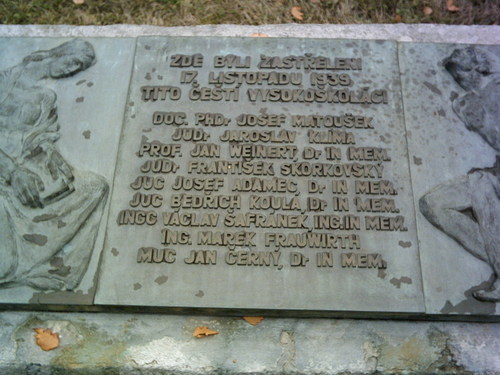 ZDE BYLI ZASTŘELENI
17. LISTOPADU 1939
TITO ČEŠTÍ VYSOKOŠKOLÁCI
DOC. PHDr JOSEF MATOUŠEK
JUDr JAROSLAV KLÍMA
PROF. JAN WEINERT, Dr IN MEM.
JUDr FRANTIŠEK SKORKOVSKÝ
JUC JOSEF ADAMEC, Dr IN MEM.
JUC BEDŘICH KOULA, Dr IN MEM.
INGC VÁCLAV ŠAFRÁNEK, ING. IN MEM.
ING. MAREK FRAUWIRTH
MUC JAN ČERNÝ, Dr IN MEM.